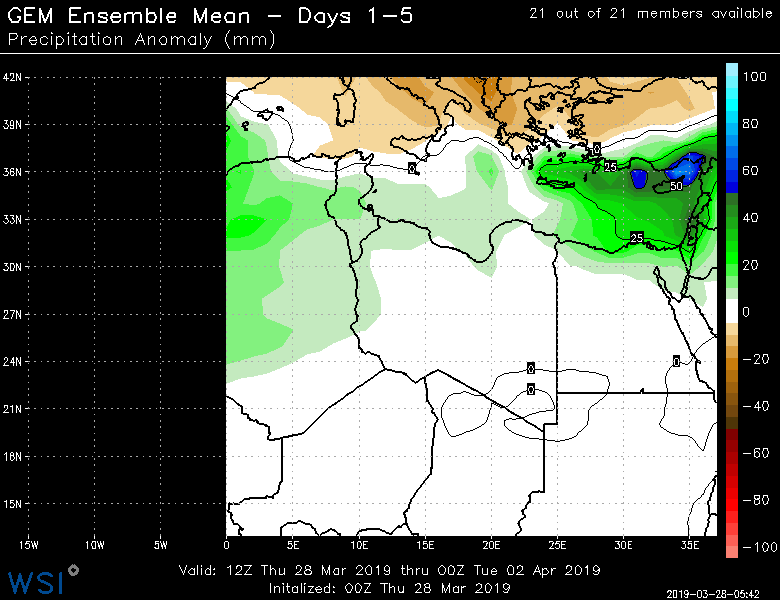 GEM Ensemble Mean – Days 1–5
21 out of 21 members available
Precipitation Anomaly (mm)
42N
39N
36N
33N
30N
27N
24N
21N
18N
15N
0
0
25
50
25
0
0
0
100
80
60
40
20
0
−20
−40
−60
−80
−100
15W 10W 5W 0 5E 10E 15E 20E 25E 30E 35E
Valid: 12Z Thu 28 Mar 2019 thru 00Z Tue 02 Apr 2019
Initalized: 00Z Thu 28 Mar 2019
WSI
2019-03-28-05:42